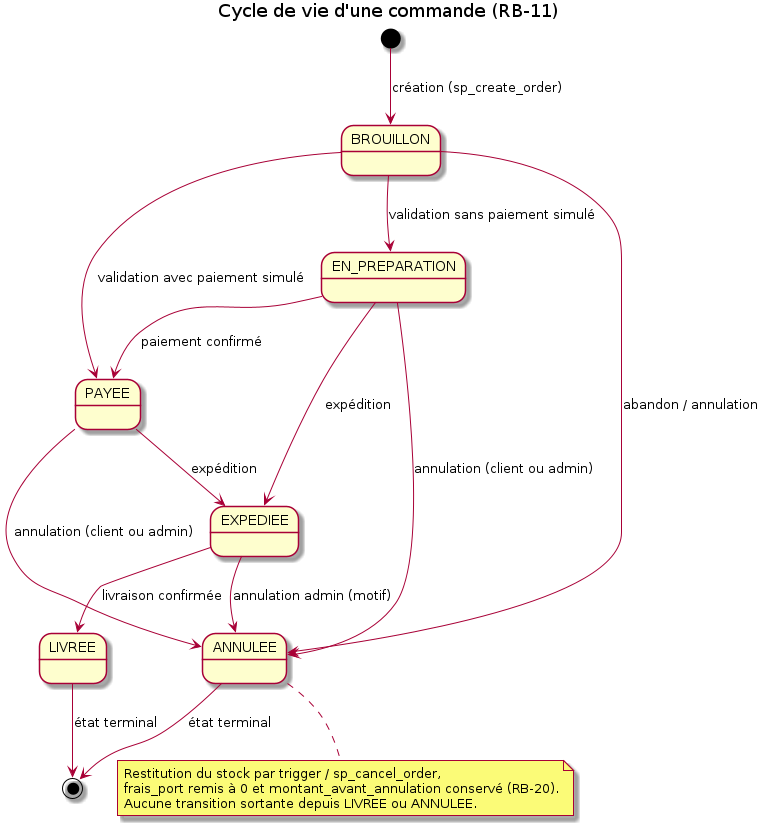 Cycle de vie d'une commande (RB-11)
création (sp_create_order)
BROUILLON
validation sans paiement simulé
EN_PREPARATION
validation avec paiement simulé
paiement confirmé
PAYEE
expédition
abandon / annulation
expédition
annulation (client ou admin)
EXPEDIEE
annulation (client ou admin)
livraison confirmée
annulation admin (motif)
LIVREE
ANNULEE
état terminal
état terminal
Restitution du stock par trigger / sp_cancel_order,
frais_port remis à 0 et montant_avant_annulation conservé (RB-20).
Aucune transition sortante depuis LIVREE ou ANNULEE.